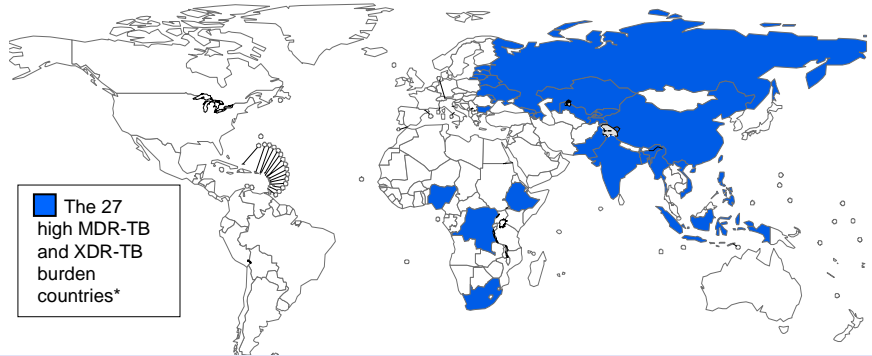 The 27
high MDR-TB
and XDR-TB
burden
countries*